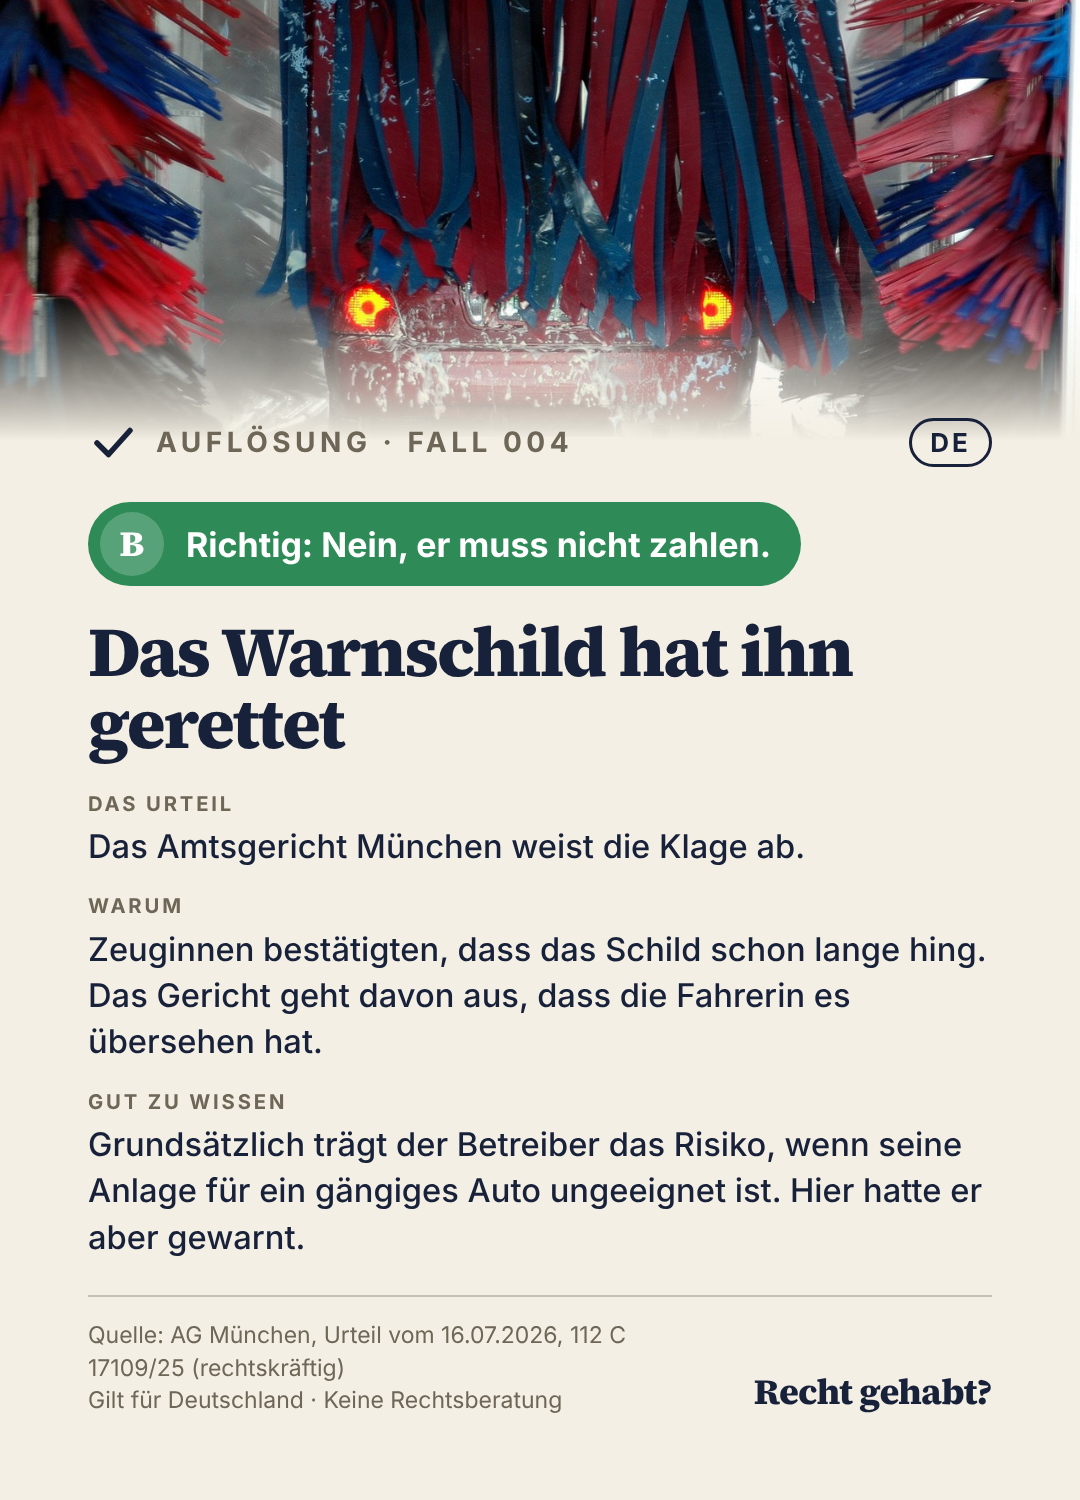 AUFLÖSUNG · FALL 004
DE
B
Richtig: Nein, er muss nicht zahlen.
Das Warnschild hat ihn
gerettet
DAS URTEIL
Das Amtsgericht München weist die Klage ab.
WARUM
Zeuginnen bestätigten, dass das Schild schon lange hing.
Das Gericht geht davon aus, dass die Fahrerin es
übersehen hat.
GUT ZU WISSEN
Grundsätzlich trägt der Betreiber das Risiko, wenn seine
Anlage für ein gängiges Auto ungeeignet ist. Hier hatte er
aber gewarnt.
Quelle: AG München, Urteil vom 16.07.2026, 112 C
17109/25 (rechtskräftig)
Gilt für Deutschland · Keine Rechtsberatung
Recht gehabt?